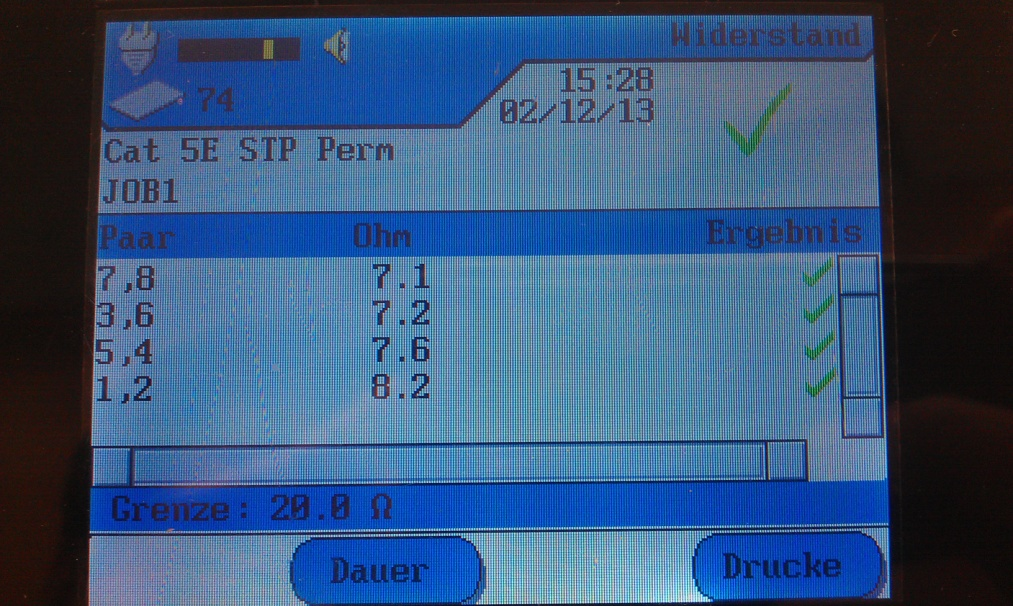 Widerstand
74
15:28
02/12/13
Cat 5E STP Perm
JOB1
Paar Ohm Ergebnis
7,8 7.1
3,6 7.2
5,4 7.6
1,2 8.2
Grenze: 20.0 Ω
Dauer Drucke